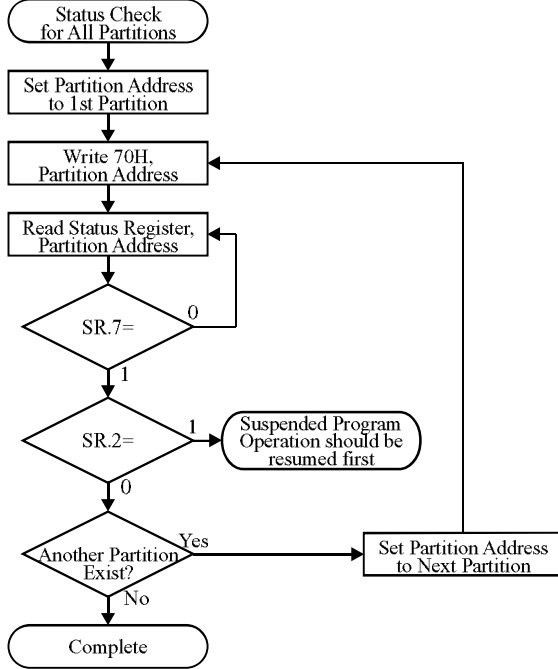 Status Check
for All Partitions
Set Partition Address
to 1st Partition
Write 70H,
Partition Address
Read Status Register,
Partition Address
SR.7=
0
1
SR.2=
1
Suspended Program
Operation should be
resumed first
0
Another Partition
Exist?
Yes
Set Partition Address
to Next Partition
No
Complete